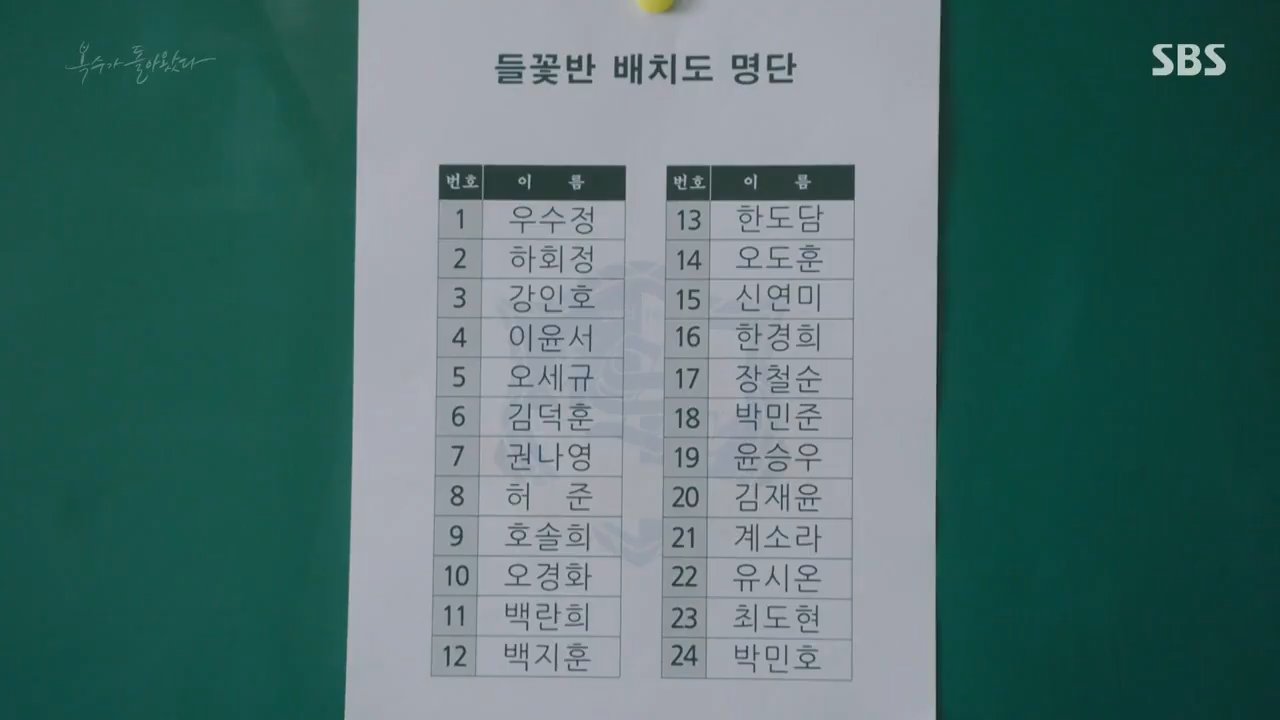 복수가 돌아왔다
SBS
들꽃반 배치도 명단
번호 이 름
1 우수정
2 하회정
3 강인호
4 이윤서
5 오세규
6 김덕훈
7 권나영
8 허 준
9 호솔희
10 오경화
11 백란희
12 백지훈
번호 이 름
13 한도담
14 오도훈
15 신연미
16 한경희
17 장철순
18 박민준
19 윤승우
20 김재윤
21 계소라
22 유시온
23 최도현
24 박민호